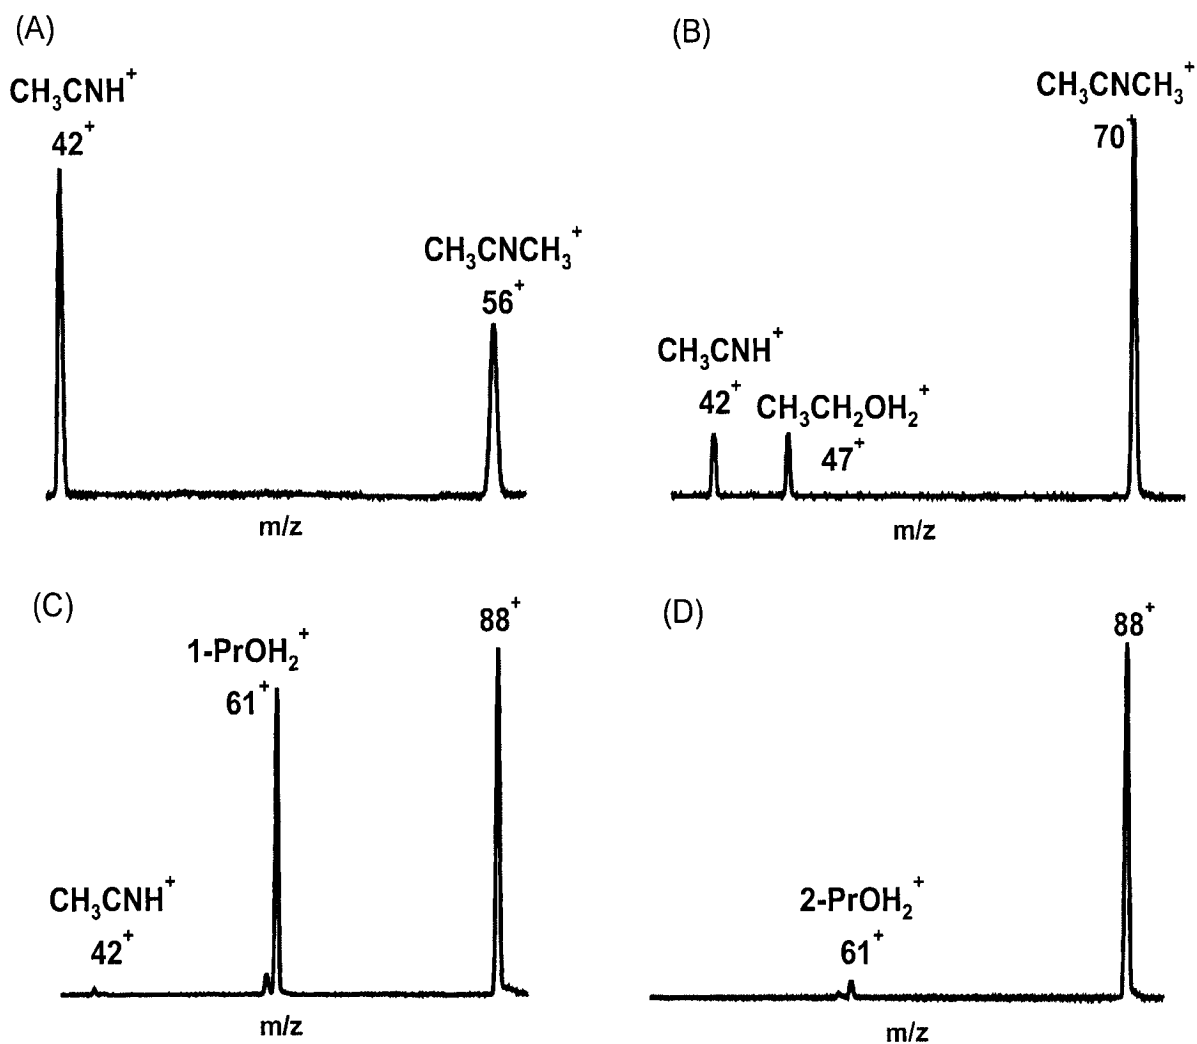 (A)
CH₃CNH⁺
42⁺
CH₃CNCH₃⁺
56⁺
m/z
(B)
CH₃CNCH₃⁺
70⁺
CH₃CNH⁺
42⁺
CH₃CH₂OH₂⁺
47⁺
m/z
(C)
88⁺
1-PrOH₂⁺
61⁺
CH₃CNH⁺
42⁺
m/z
(D)
88⁺
2-PrOH₂⁺
61⁺
m/z